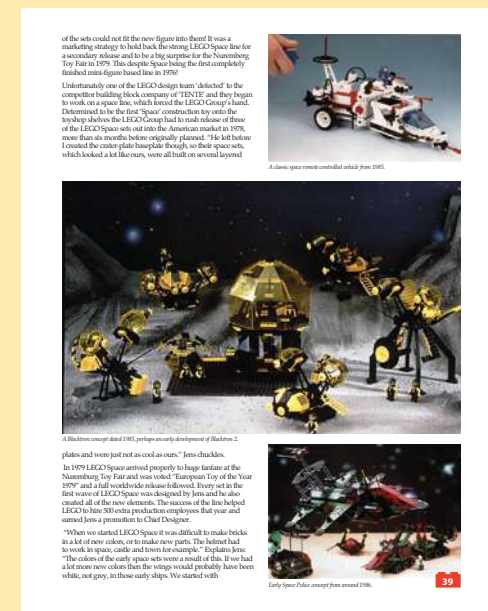 of the sets could not fit the new figure into them! It was a
marketing strategy to hold back the strong LEGO Space line for
a secondary release and to be a big surprise for the Nuremberg
Toy Fair in 1979. This despite Space being the first completely
finished mini-figure based line in 1976!
Unfortunately one of the LEGO design team 'defected' to the
competitor building block company of 'TENTE' and they began
to work on a space line, which forced the LEGO Group's hand.
Determined to be the first 'Space' construction toy onto the
toyshop shelves the LEGO Group had to rush release of three
of the LEGO Space sets out into the American market in 1978,
more than six months before originally planned. "He left before
I created the crater-plate baseplate though, so their space sets,
which looked a lot like ours, were all built on several layered
A classic space remote controlled vehicle from 1985.
A Blacktron concept dated 1985, perhaps an early development of Blacktron 2.
plates and were just not as cool as ours." Jens chuckles.
In 1979 LEGO Space arrived properly to huge fanfare at the
Nuremburg Toy Fair and was voted "European Toy of the Year
1979" and a full worldwide release followed. Every set in the
first wave of LEGO Space was designed by Jens and he also
created all of the new elements. The success of the line helped
LEGO to hire 500 extra production employees that year and
earned Jens a promotion to Chief Designer.
"When we started LEGO Space it was difficult to make bricks
in a lot of new colors, or to make new parts. The helmet had
to work in space, castle and town for example." Explains Jens:
"The colors of the early space sets were a result of this. If we had
a lot more new colors then the wings would probably have been
white, not grey, in those early ships. We started with
Early Space Police concept from around 1986.
39